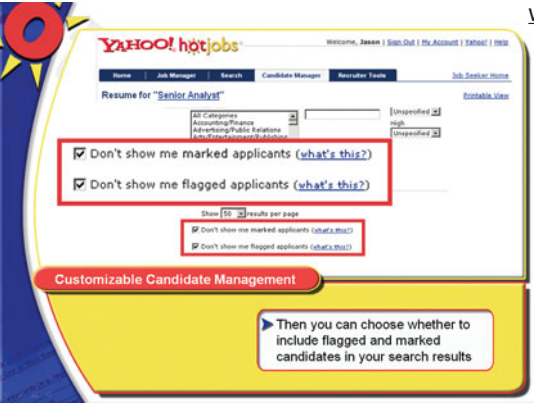 YAHOO! hotjobs
Welcome, Jason | Sign Out | My Account | Yahoo! | Help
Home | Job Manager | Search | Candidate Manager | Recruiter Tools
Job Seeker Home
Resume for "Senior Analyst"
Printable View
All Categories
Accounting/Finance
Advertising/Public Relations
Arts/Entertainment/Publishing
Unspecified
High
Unspecified
Don't show me marked applicants (what's this?)
Don't show me flagged applicants (what's this?)
Show 50 results per page
Don't show me marked applicants (what's this?)
Don't show me flagged applicants (what's this?)
Customizable Candidate Management
Then you can choose whether to
include flagged and marked
candidates in your search results